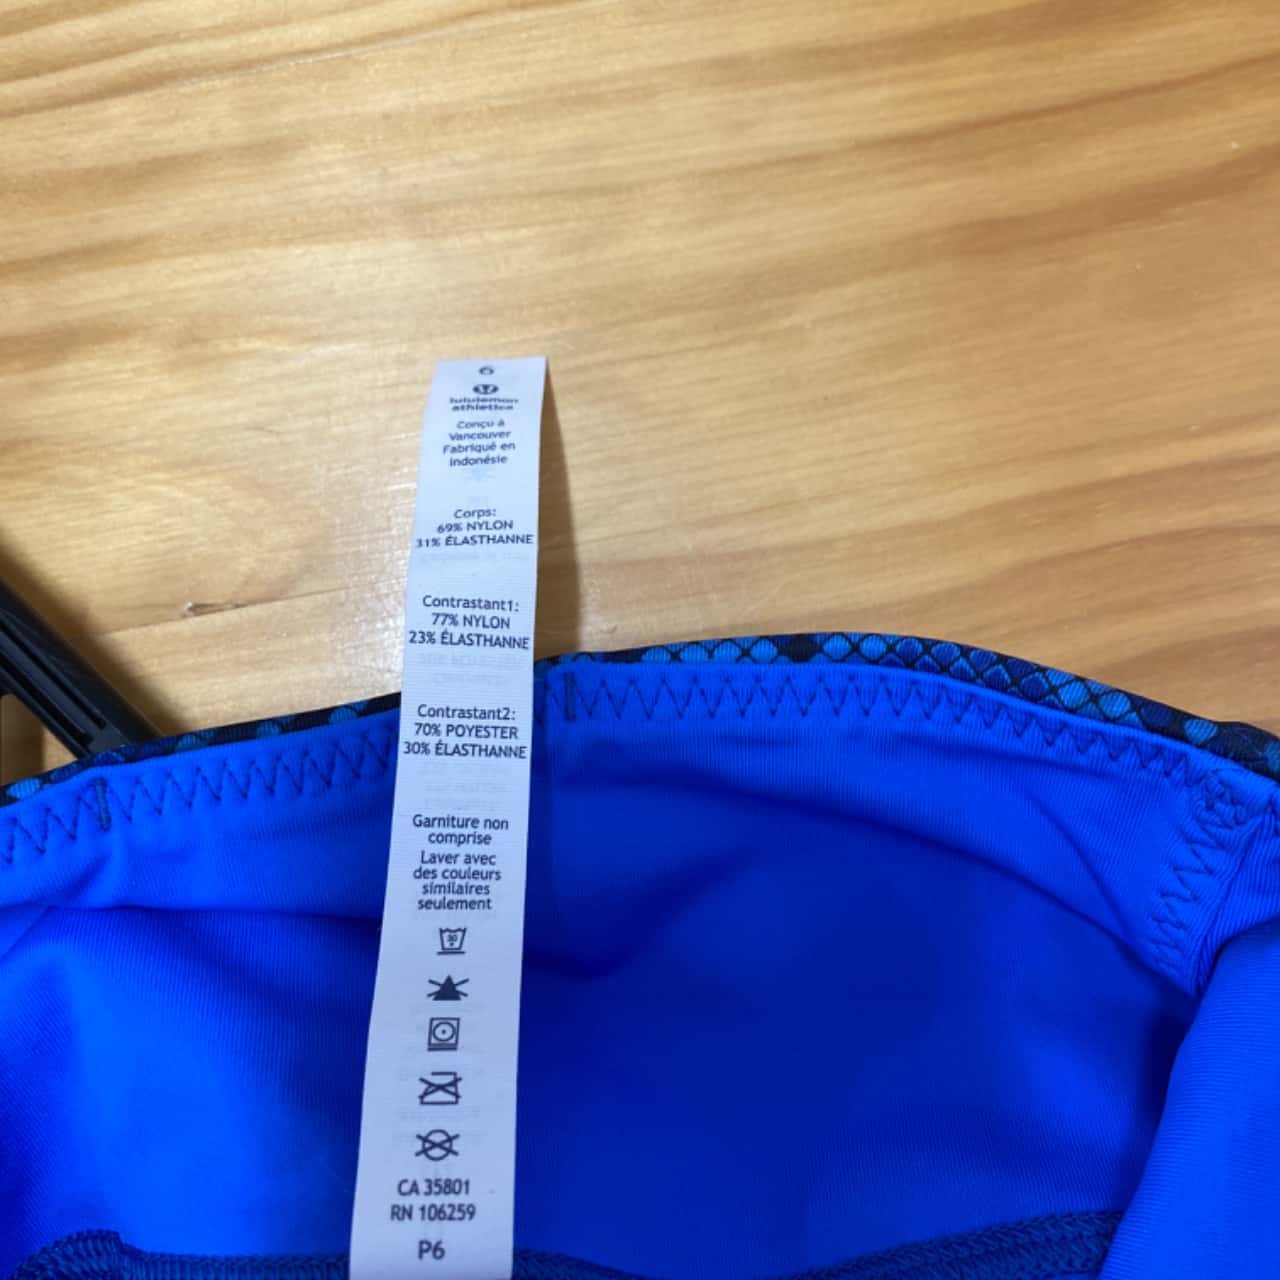 6
lululemon
athletica
Conçu à
Vancouver
Fabriqué en
Indonésie
Corps:
69% NYLON
31% ÉLASTHANNE
Contrastant1:
77% NYLON
23% ÉLASTHANNE
Contrastant2:
70% POYESTER
30% ÉLASTHANNE
Garniture non
comprise
Laver avec
des couleurs
similaires
seulement
30
CA 35801
RN 106259
P6